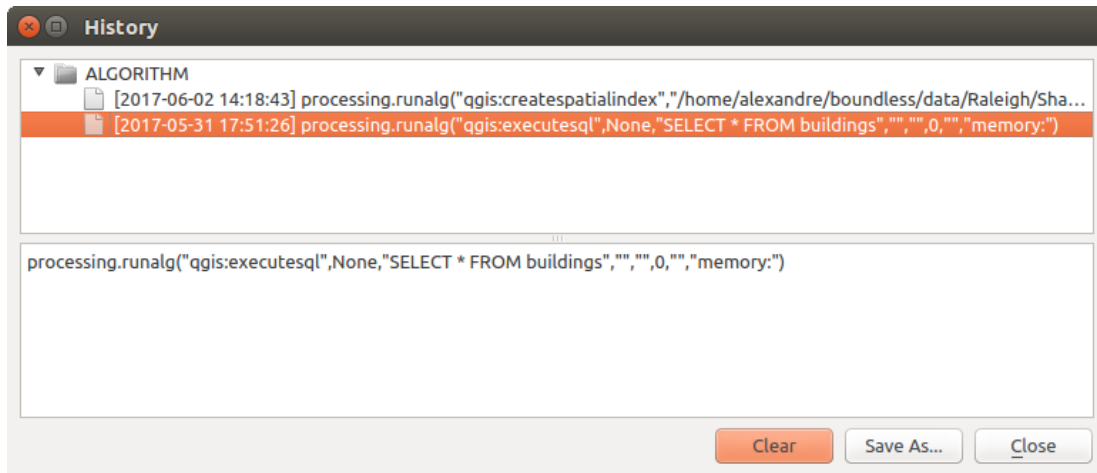 History
ALGORITHM
[2017-06-02 14:18:43] processing.runalg("qgis:createspatialindex","/home/alexandre/boundless/data/Raleigh/Sha...
[2017-05-31 17:51:26] processing.runalg("qgis:executesql",None,"SELECT * FROM buildings","","",0,"","memory:")
processing.runalg("qgis:executesql",None,"SELECT * FROM buildings","","",0,"","memory:")
Clear Save As... Close